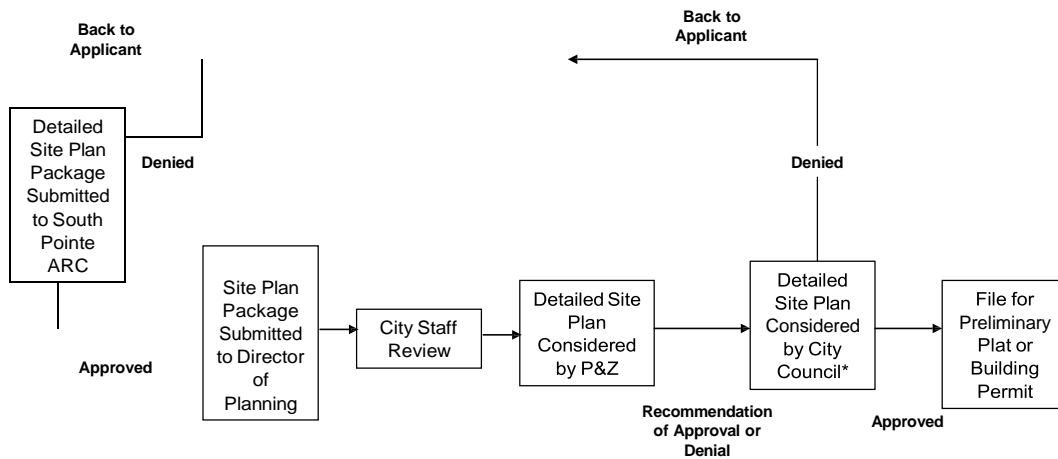 Back to
Applicant
Back to
Applicant
Detailed
Site Plan
Package
Submitted
to South
Pointe
ARC
Denied
Denied
Approved
Site Plan
Package
Submitted
to Director
of
Planning
City Staff
Review
Detailed Site
Plan
Considered
by P&Z
Recommendation
of Approval or
Denial
Detailed
Site Plan
Considered
by City
Council*
Approved
File for
Preliminary
Plat or
Building
Permit